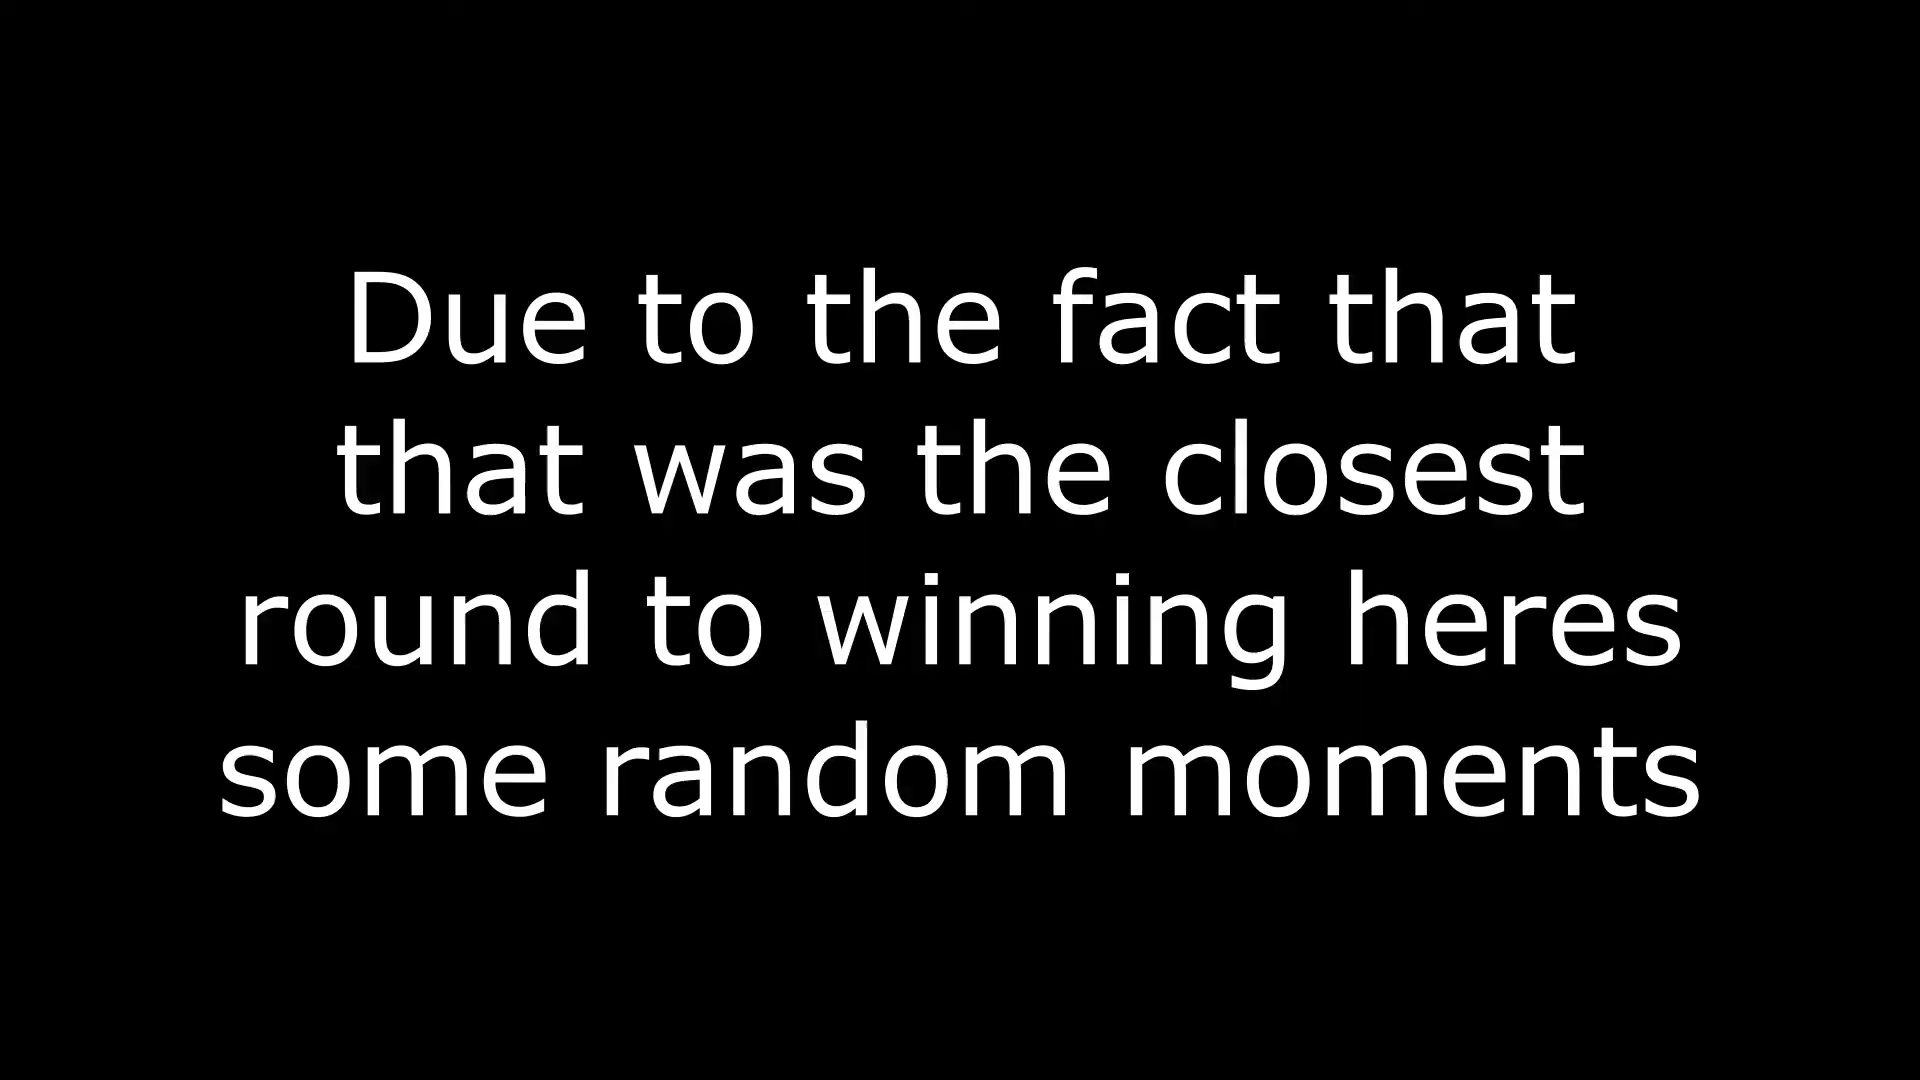 Due to the fact that
that was the closest
round to winning heres
some random moments